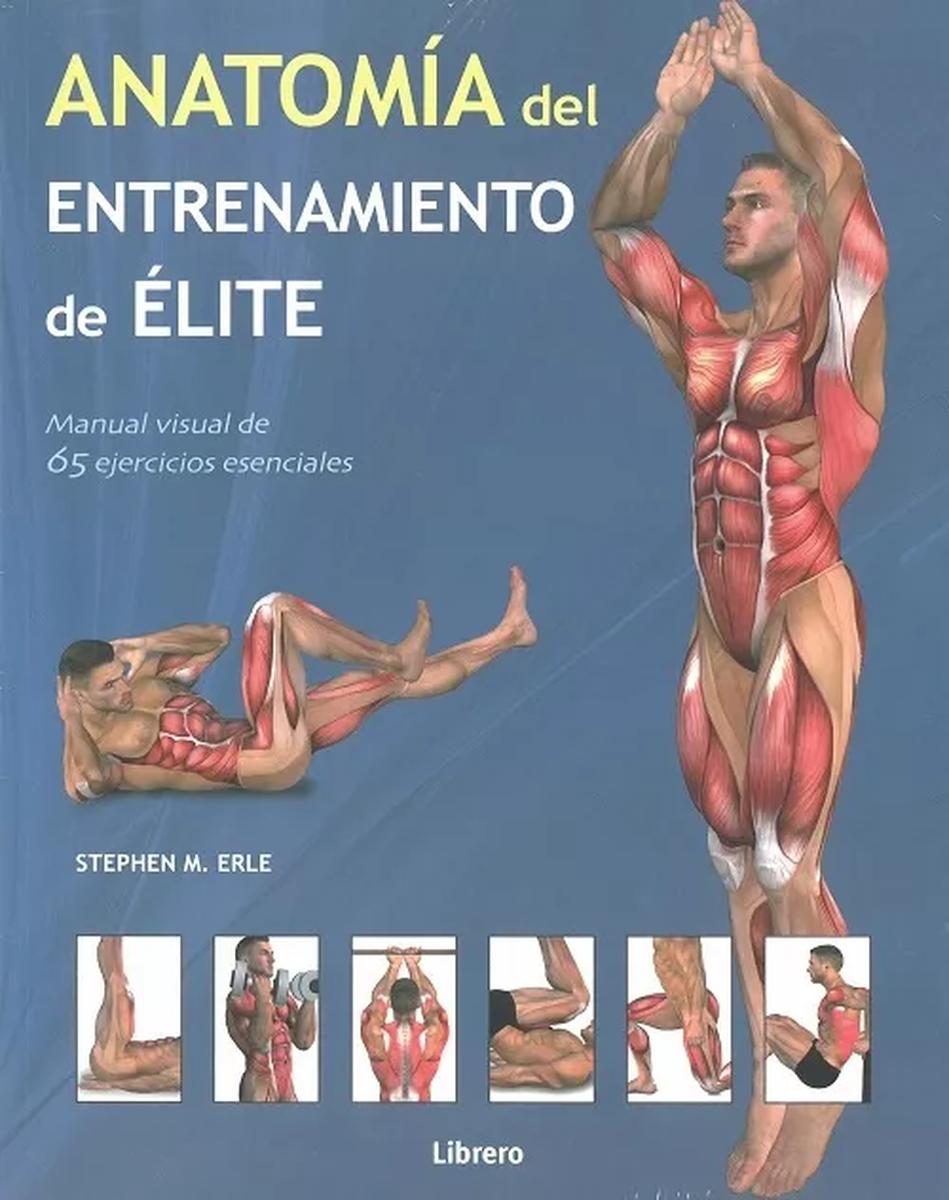 ANATOMÍA del
ENTRENAMIENTO
de ÉLITE
Manual visual de
65 ejercicios esenciales
STEPHEN M. ERLE
Librero